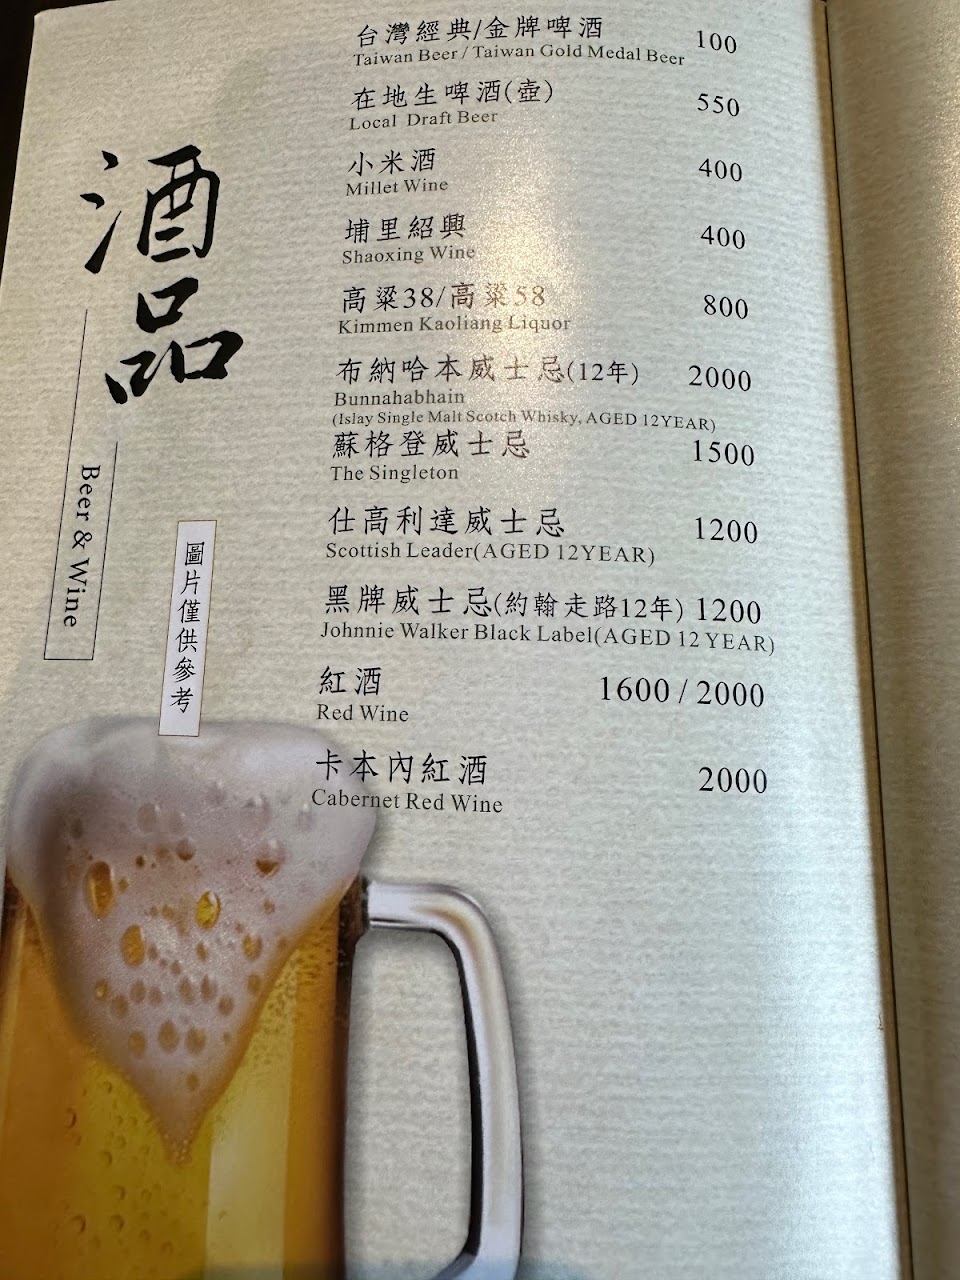 酒品
Beer & Wine
圖片僅供參考
台灣經典/金牌啤酒 100
Taiwan Beer / Taiwan Gold Medal Beer
在地生啤酒(壺) 550
Local Draft Beer
小米酒 400
Millet Wine
埔里紹興 400
Shaoxing Wine
高粱38/高粱58 800
Kimmen Kaoliang Liquor
布納哈本威士忌(12年) 2000
Bunnahabhain
(Islay Single Malt Scotch Whisky, AGED 12YEAR)
蘇格登威士忌 1500
The Singleton
仕高利達威士忌 1200
Scottish Leader(AGED 12YEAR)
黑牌威士忌(約翰走路12年) 1200
Johnnie Walker Black Label(AGED 12 YEAR)
紅酒 1600 / 2000
Red Wine
卡本內紅酒 2000
Cabernet Red Wine